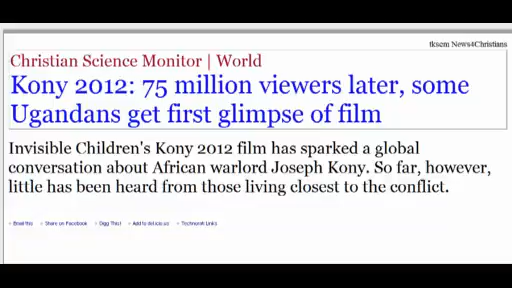 tksem News4Christians
Christian Science Monitor | World
Kony 2012: 75 million viewers later, some
Ugandans get first glimpse of film
Invisible Children's Kony 2012 film has sparked a global
conversation about African warlord Joseph Kony. So far, however,
little has been heard from those living closest to the conflict.
Email this Share on Facebook Digg This! Add to del.icio.us Technorati Links